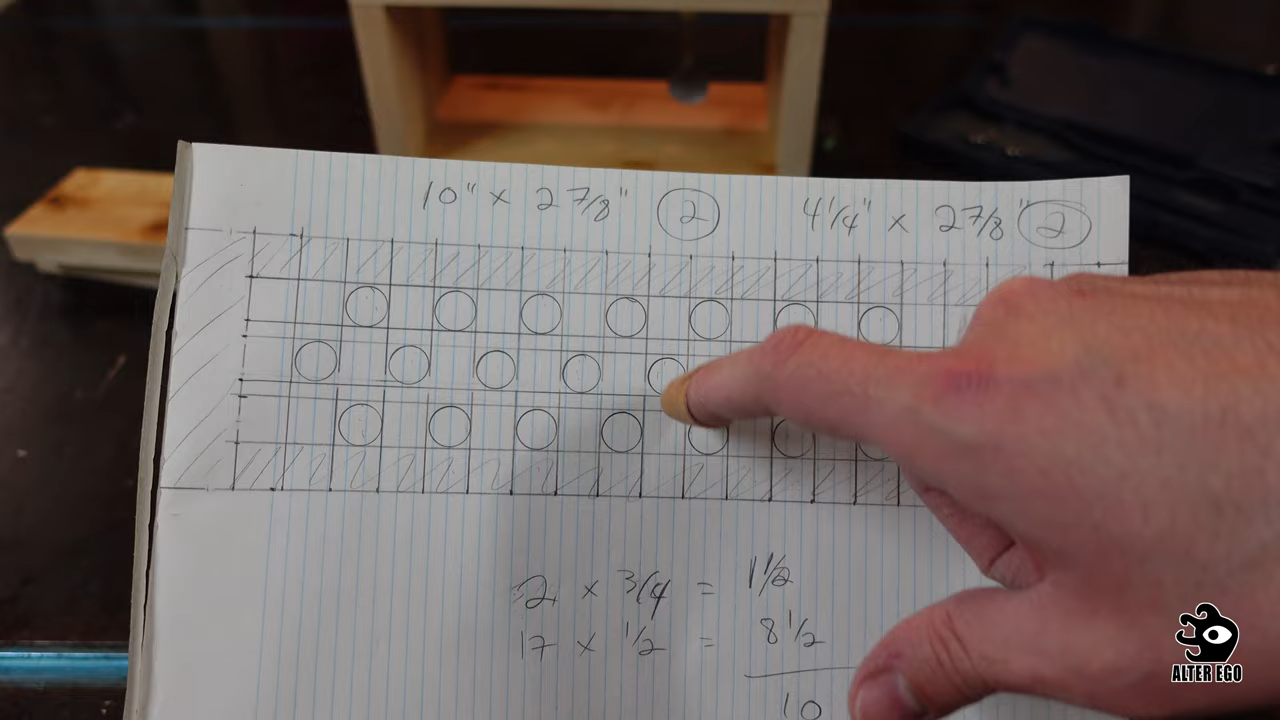 10" x 2 7/8" 2 4 1/4" x 2 7/8" 2
2 x 3/4 = 1 1/2
17 x 1/2 = 8 1/2
10
ALTER EGO